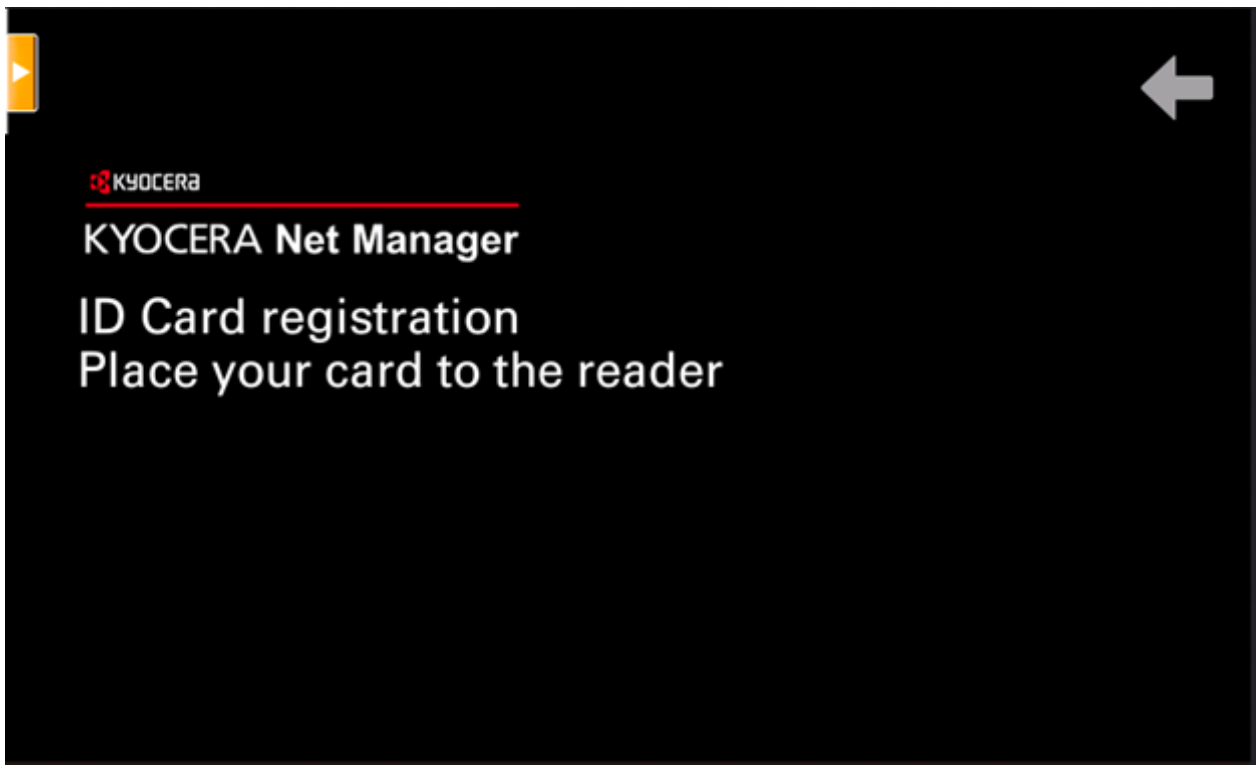 KYOCERA
KYOCERA Net Manager
ID Card registration
Place your card to the reader